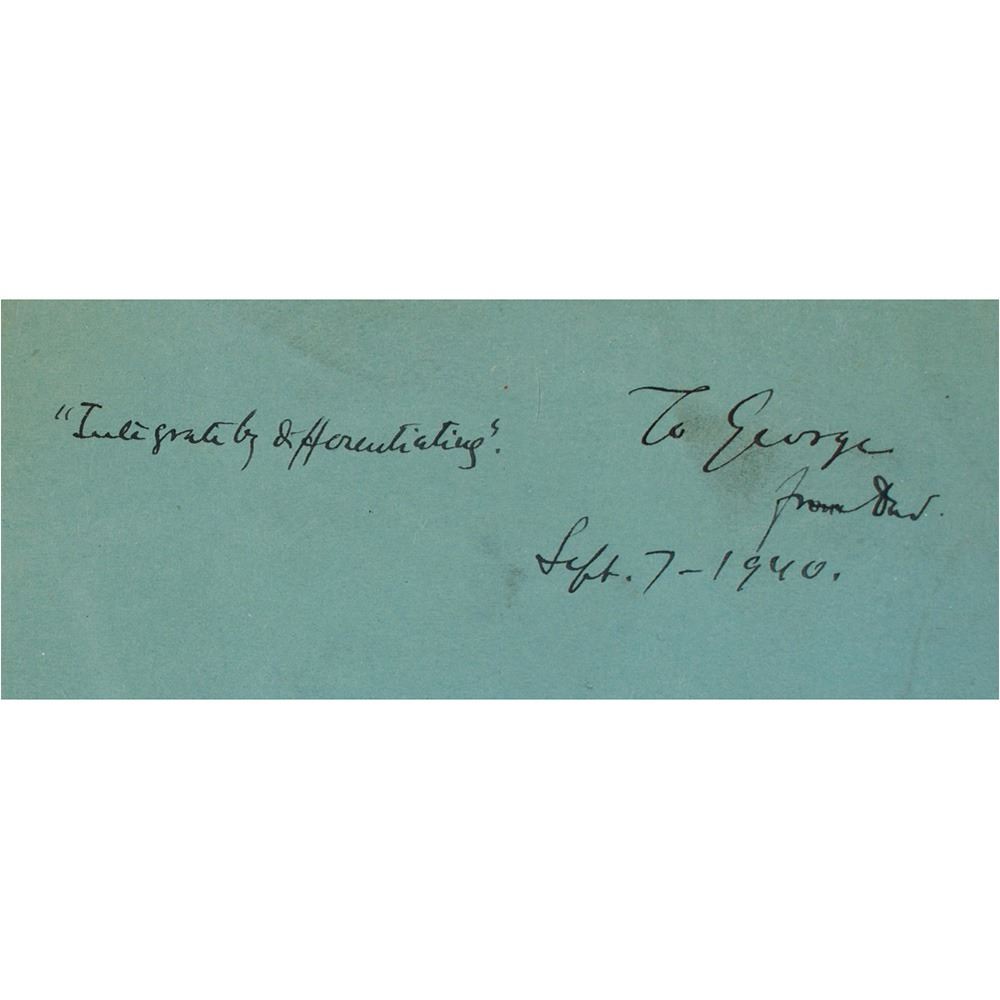 "Integrate by differentiating".
To George
from Dad.
Sept. 7 - 1940.